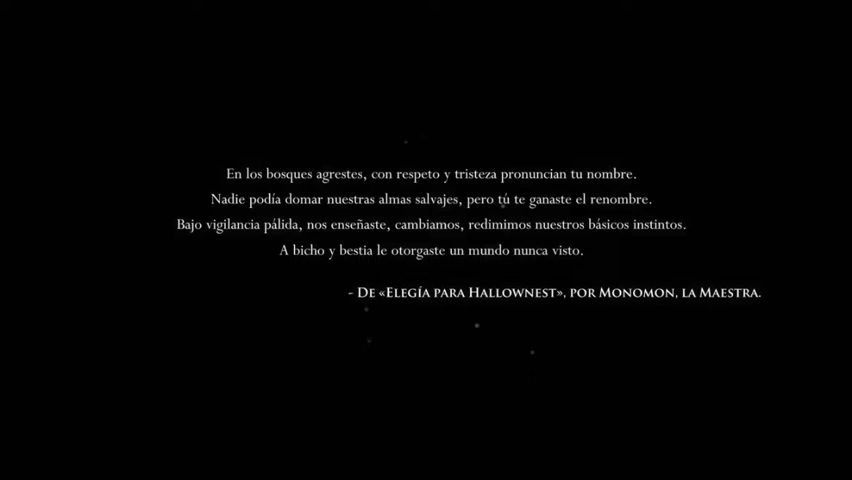 En los bosques agrestes, con respeto y tristeza pronuncian tu nombre.
Nadie podía domar nuestras almas salvajes, pero tú te ganaste el renombre.
Bajo vigilancia pálida, nos enseñaste, cambiamos, redimimos nuestros básicos instintos.
A bicho y bestia le otorgaste un mundo nunca visto.
- De «Elegía para Hallownest», por Monomon, la Maestra.